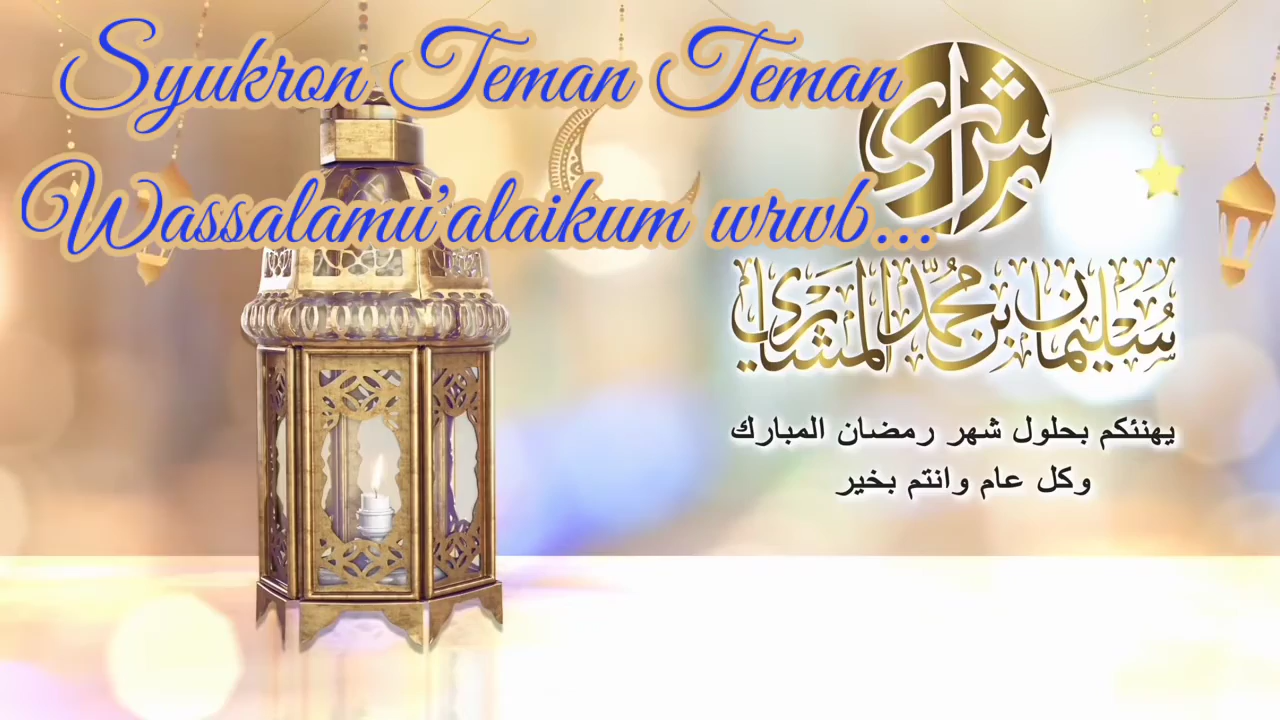 Syukron Teman Teman
Wassalamu'alaikum wrwb...
سليمان بن محمد المشاري
يهنئكم بحلول شهر رمضان المبارك
وكل عام وانتم بخير